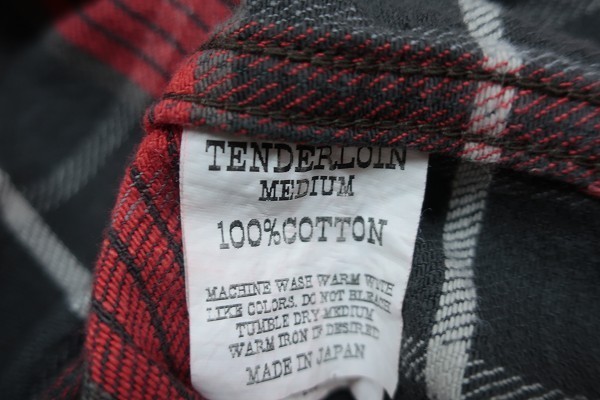 TENDERLOIN
MEDIUM
100%COTTON
MACHINE WASH WARM WITH
LIKE COLORS. DO NOT BLEACH
TUMBLE DRY MEDIUM
WARM IRON IF DESIRED
MADE IN JAPAN